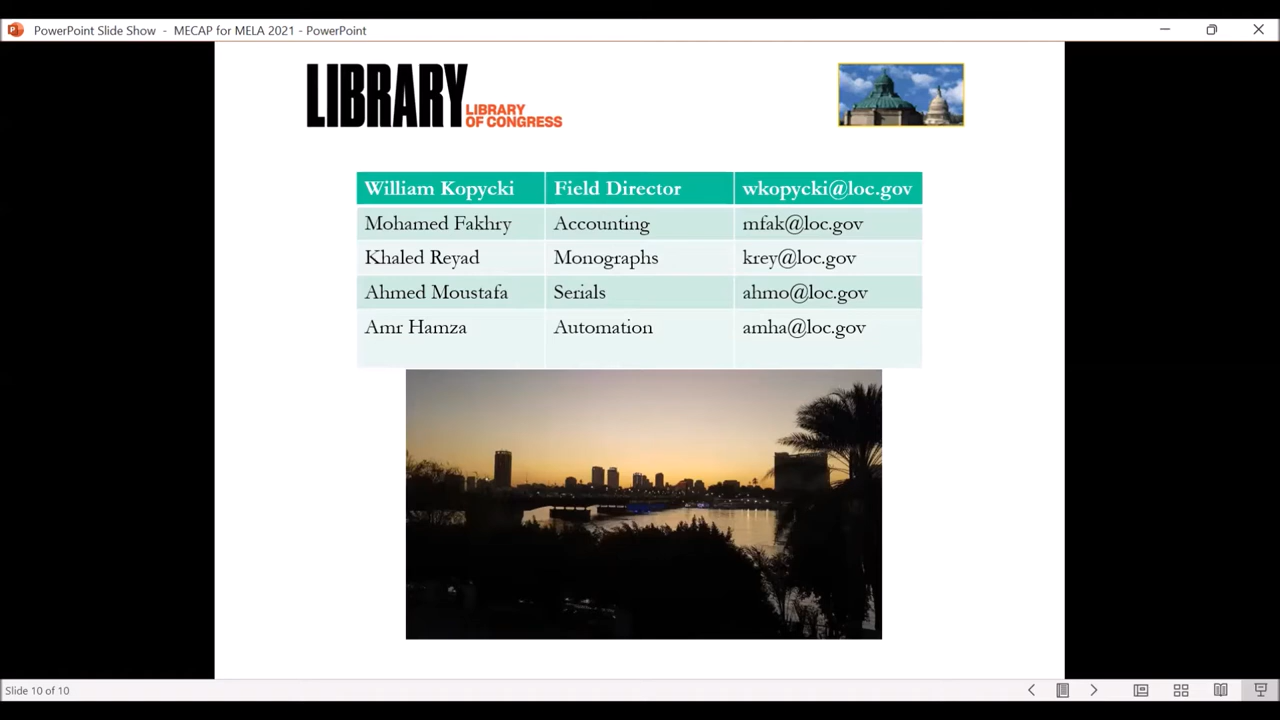 PowerPoint Slide Show - MECAP for MELA 2021 - PowerPoint
LIBRARY
LIBRARY
OF CONGRESS
William Kopycki Field Director wkopycki@loc.gov
Mohamed Fakhry Accounting mfak@loc.gov
Khaled Reyad Monographs krey@loc.gov
Ahmed Moustafa Serials ahmo@loc.gov
Amr Hamza Automation amha@loc.gov
Slide 10 of 10